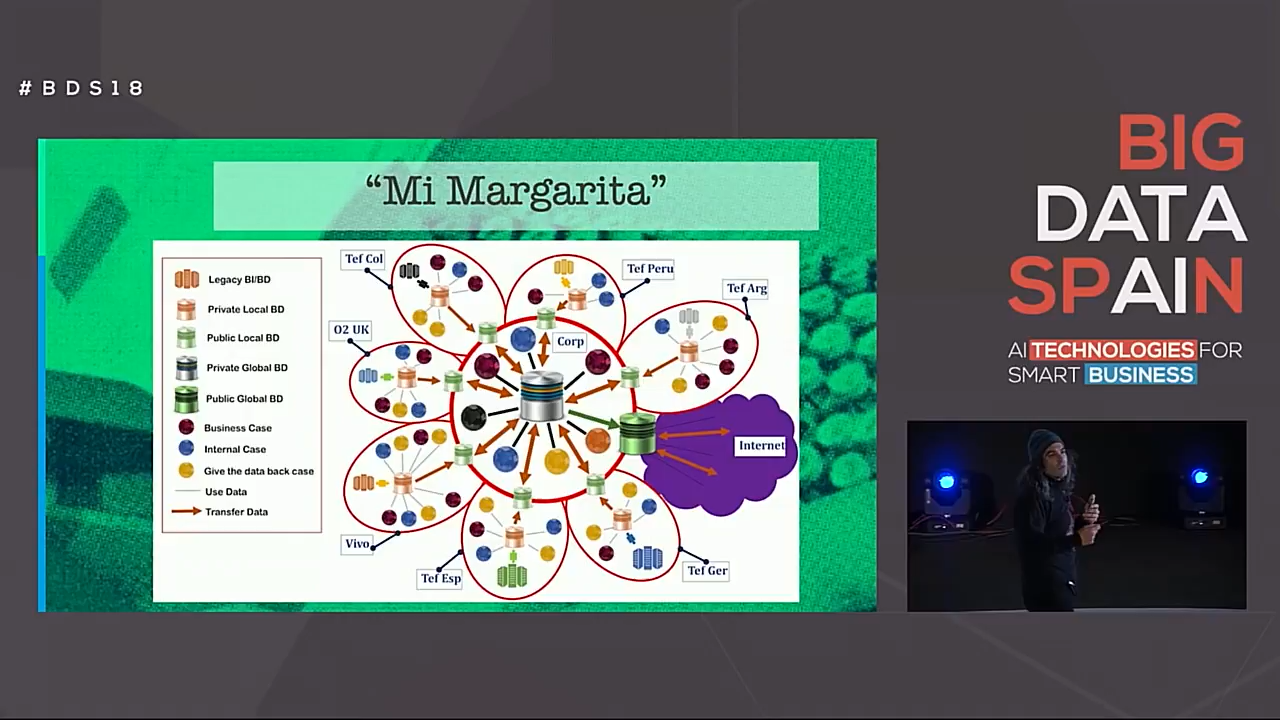 #BDS18
BIG
DATA
SPAIN
AI TECHNOLOGIES FOR
SMART BUSINESS
“Mi Margarita”
Legacy BI/BD
Private Local BD
Public Local BD
Private Global BD
Public Global BD
Business Case
Internal Case
Give the data back case
Use Data
Transfer Data
Tef Col
Tef Peru
Tef Arg
O2 UK
Corp
Internet
Vivo
Tef Esp
Tef Ger